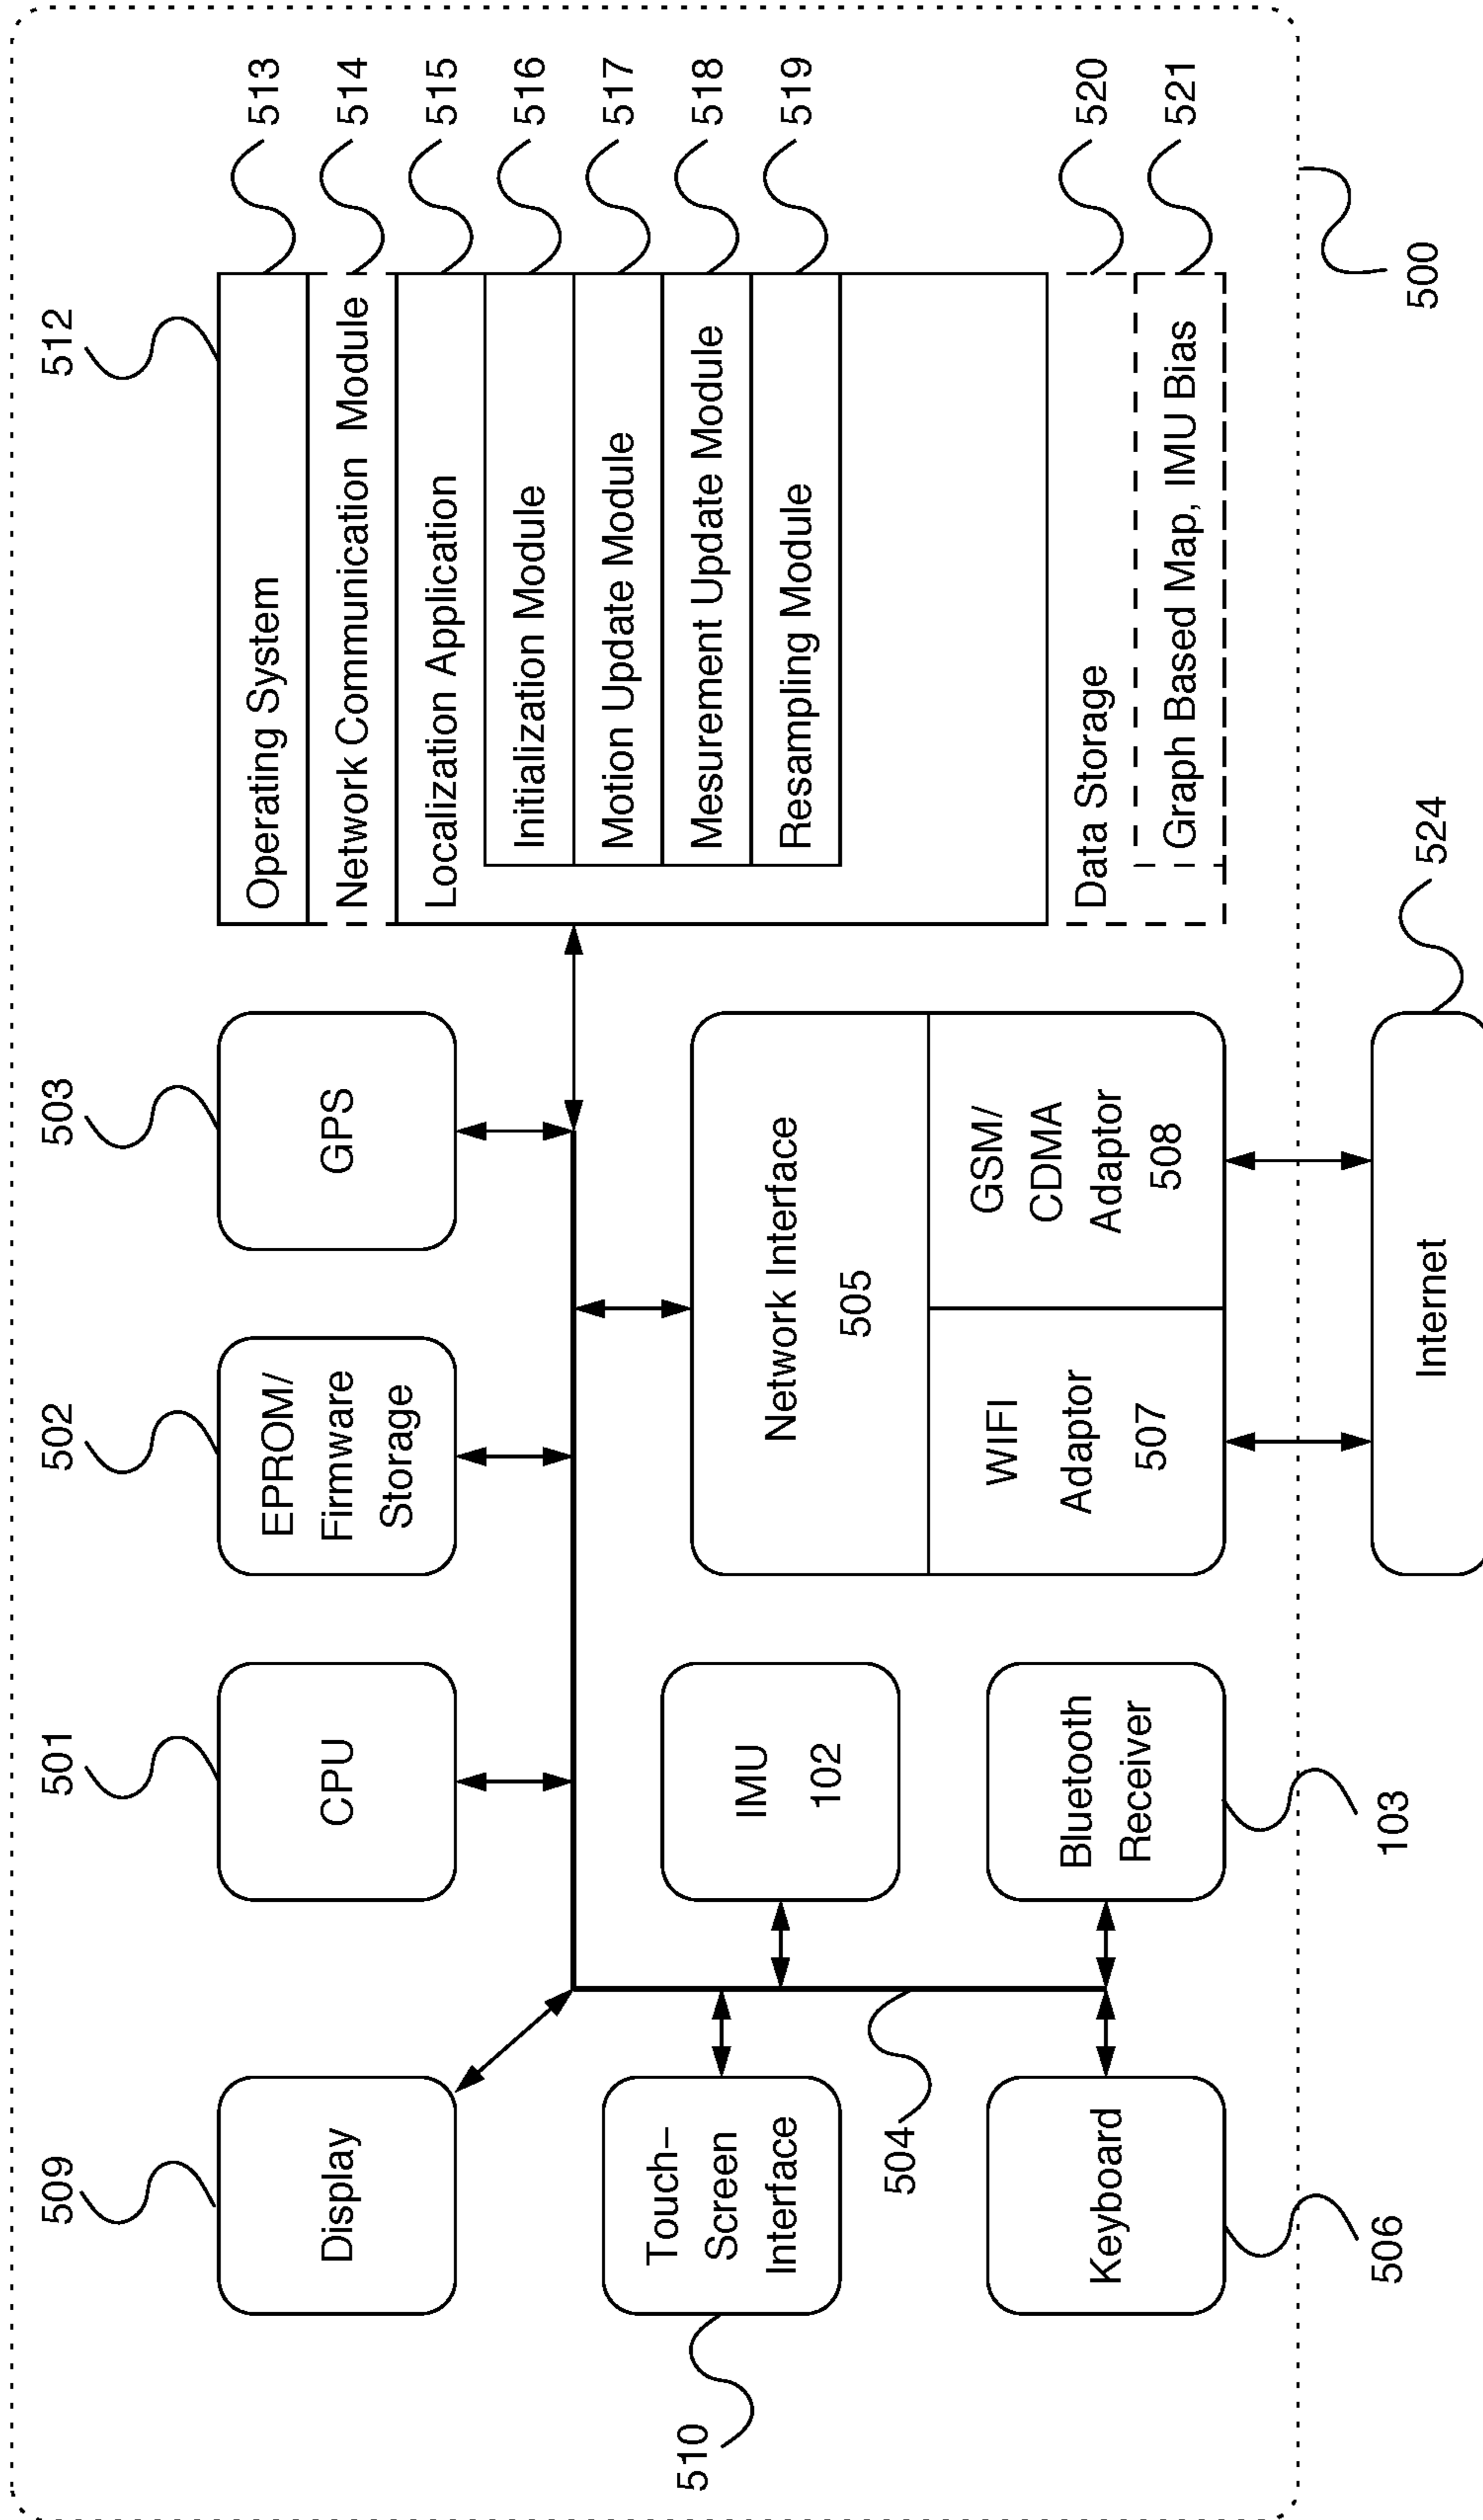 509
501
502
503
512
Display
CPU
EPROM/
Firmware
Storage
GPS
Operating System
513
Network Communication Module
514
Localization Application
515
Initialization Module
516
Motion Update Module
517
Mesurement Update Module
518
Resampling Module
519
Data Storage
520
Graph Based Map, IMU Bias
521
510
Touch–
Screen
Interface
504
IMU
102
Network Interface
505
WIFI
Adaptor
507
GSM/
CDMA
Adaptor
508
Keyboard
Bluetooth
Receiver
506
103
Internet
524
500